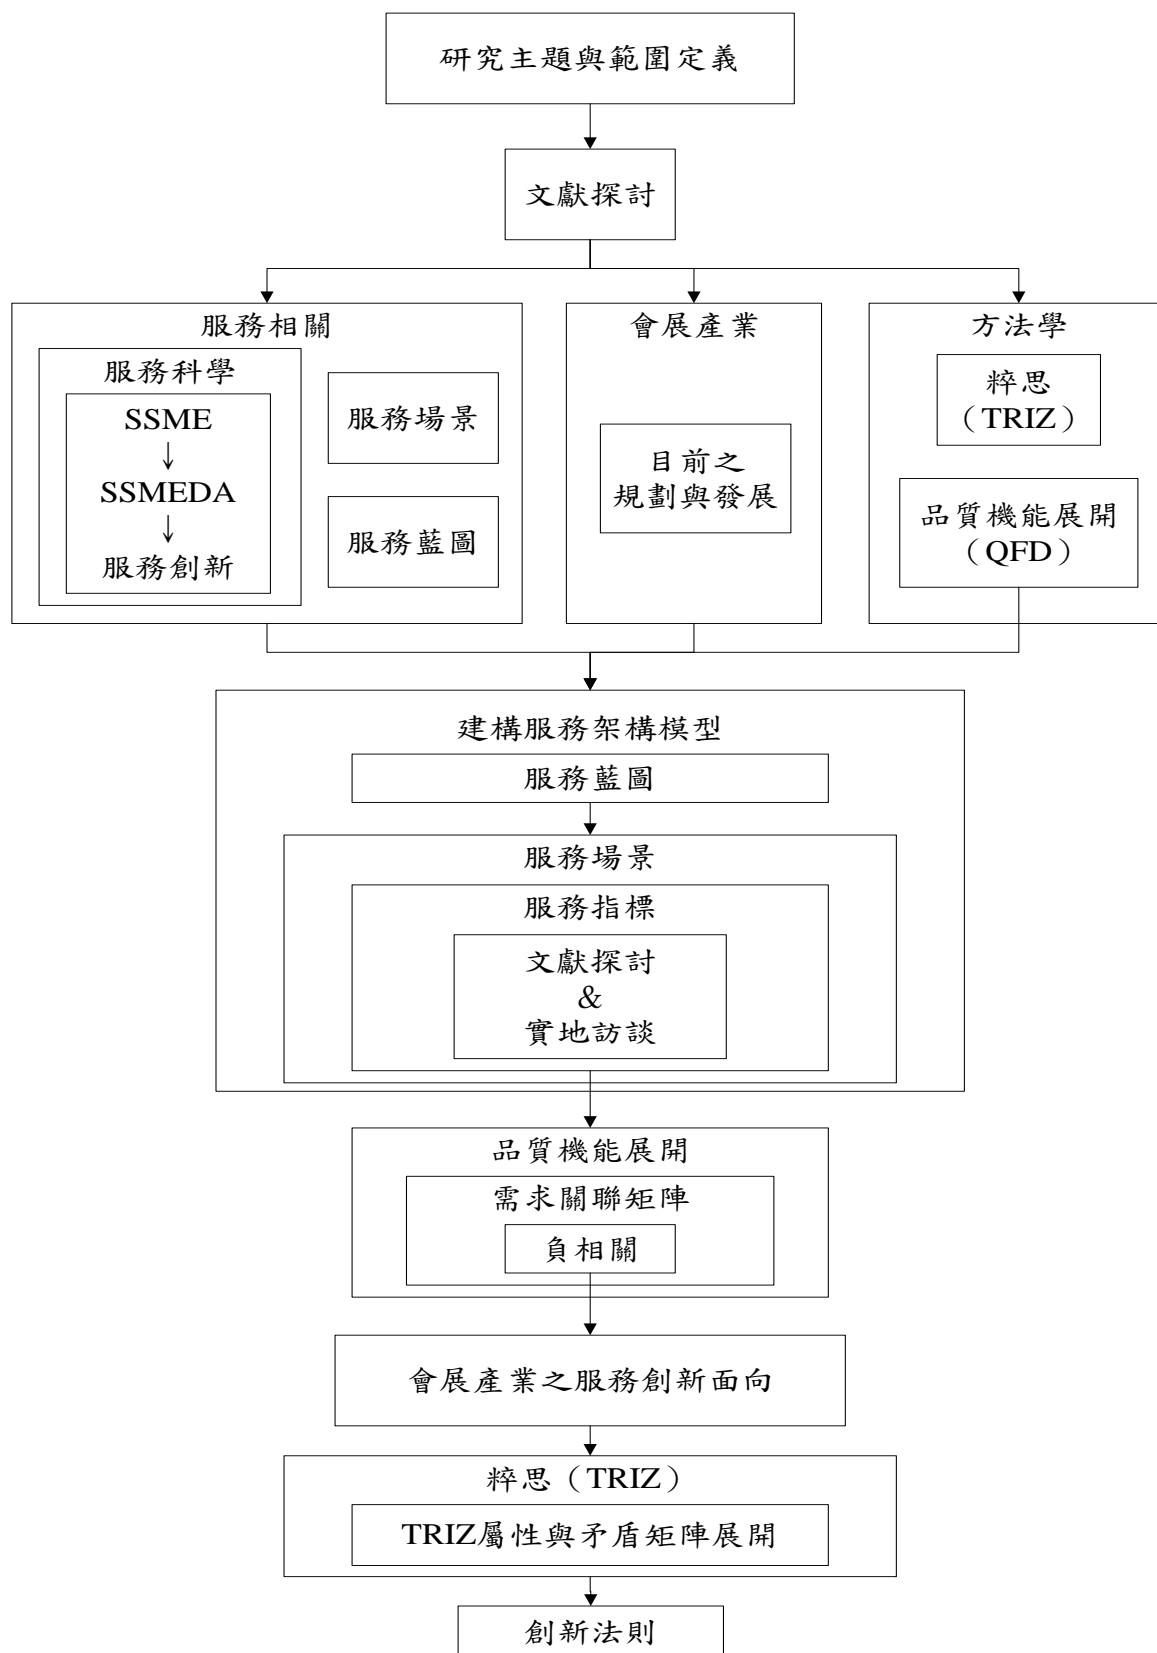 研究主題與範圍定義
文獻探討
服務相關
服務科學
SSME
↓
SSMEDA
↓
服務創新
服務場景
服務藍圖
會展產業
目前之
規劃與發展
方法學
粹思
（TRIZ）
品質機能展開
（QFD）
建構服務架構模型
服務藍圖
服務場景
服務指標
文獻探討
&
實地訪談
品質機能展開
需求關聯矩陣
負相關
會展產業之服務創新面向
粹思（TRIZ）
TRIZ屬性與矛盾矩陣展開
創新法則